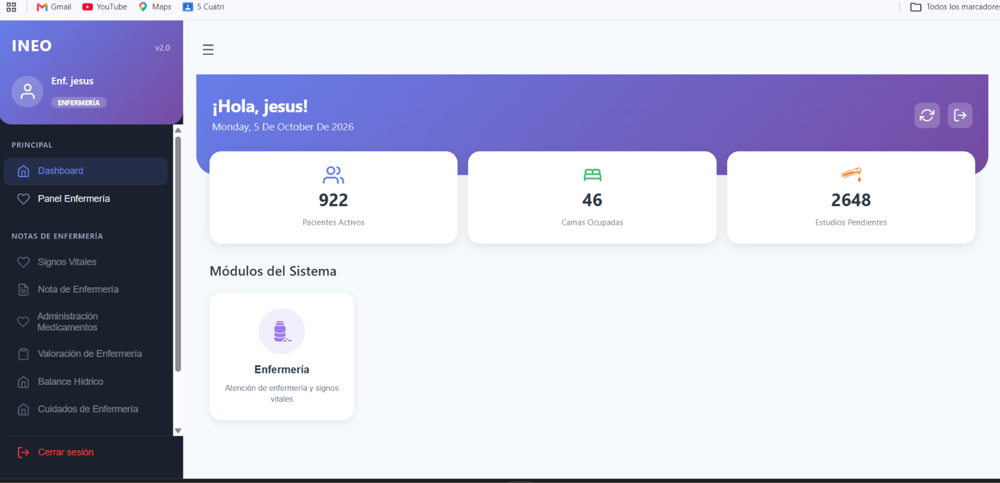 Gmail
YouTube
Maps
5 Cuatri
Todos los marcadores
INEO
v2.0
Enf. jesus
ENFERMERÍA
PRINCIPAL
Dashboard
Panel Enfermería
NOTAS DE ENFERMERÍA
Signos Vitales
Nota de Enfermería
Administración
Medicamentos
Valoración de Enfermería
Balance Hídrico
Cuidados de Enfermería
Cerrar sesión
¡Hola, jesus!
Monday, 5 De October De 2026
922
Pacientes Activos
46
Camas Ocupadas
2648
Estudios Pendientes
Módulos del Sistema
Enfermería
Atención de enfermería y signos
vitales